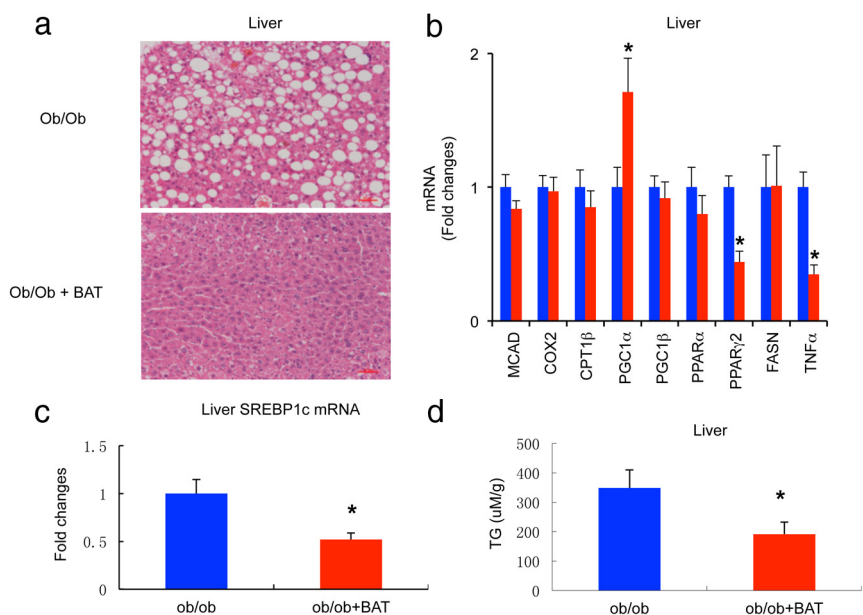 a
Liver
Ob/Ob
Ob/Ob + BAT
b
Liver
mRNA
(Fold changes)
2
1
0
*
*
*
MCAD
COX2
CPT1β
PGC1α
PGC1β
PPARα
PPARγ2
FASN
TNFα
c
Liver SREBP1c mRNA
Fold changes
1.5
1
0.5
0
*
ob/ob
ob/ob+BAT
d
Liver
TG (uM/g)
500
400
300
200
100
0
*
ob/ob
ob/ob+BAT